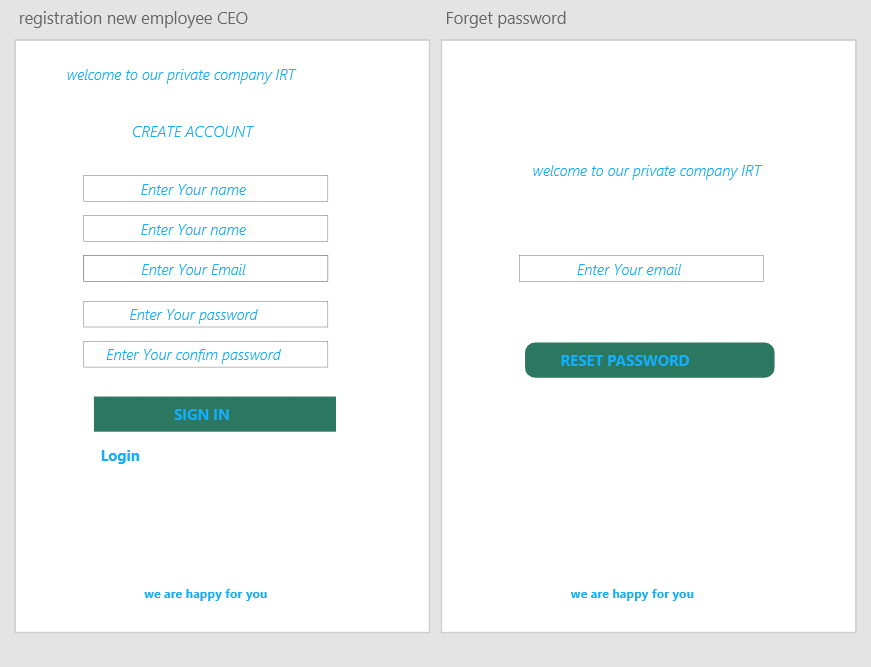 registration new employee CEO
welcome to our private company IRT
CREATE ACCOUNT
Enter Your name
Enter Your name
Enter Your Email
Enter Your password
Enter Your confim password
SIGN IN
Login
we are happy for you
Forget password
welcome to our private company IRT
Enter Your email
RESET PASSWORD
we are happy for you